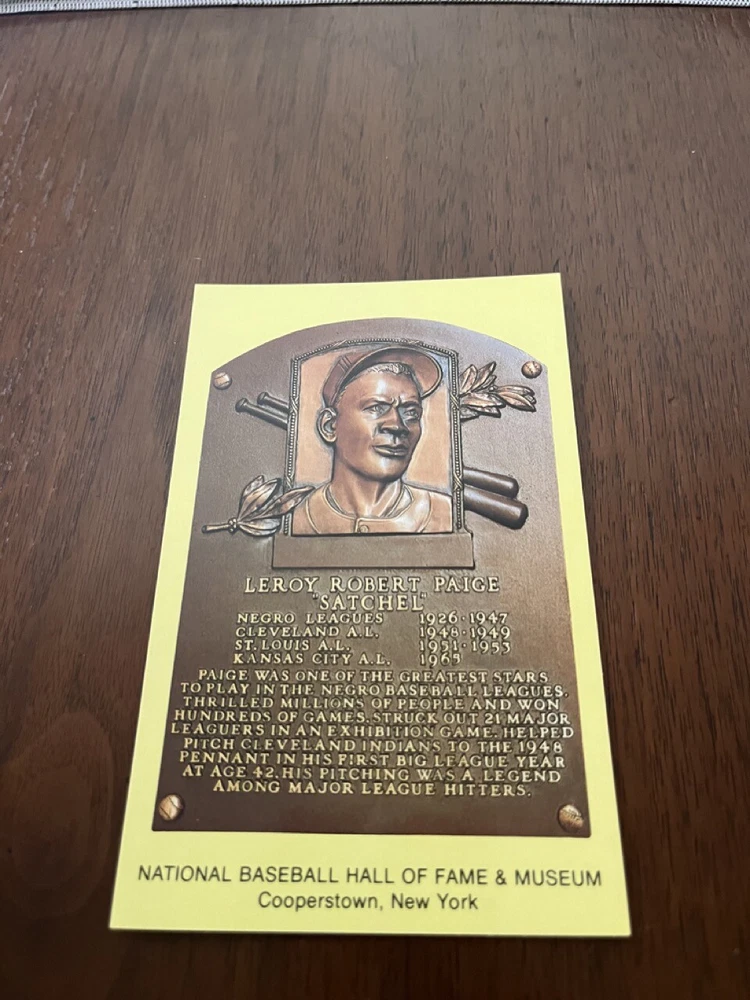 LEROY ROBERT PAIGE
"SATCHEL"
NEGRO LEAGUES 1926-1947
CLEVELAND A.L. 1948-1949
ST. LOUIS A.L. 1951-1953
KANSAS CITY A.L. 1965
PAIGE WAS ONE OF THE GREATEST STARS
TO PLAY IN THE NEGRO BASEBALL LEAGUES.
THRILLED MILLIONS OF PEOPLE AND WON
HUNDREDS OF GAMES. STRUCK OUT 21 MAJOR
LEAGUERS IN AN EXHIBITION GAME. HELPED
PITCH CLEVELAND INDIANS TO THE 1948
PENNANT IN HIS FIRST BIG LEAGUE YEAR
AT AGE 42. HIS PITCHING WAS A LEGEND
AMONG MAJOR LEAGUE HITTERS.
NATIONAL BASEBALL HALL OF FAME & MUSEUM
Cooperstown, New York